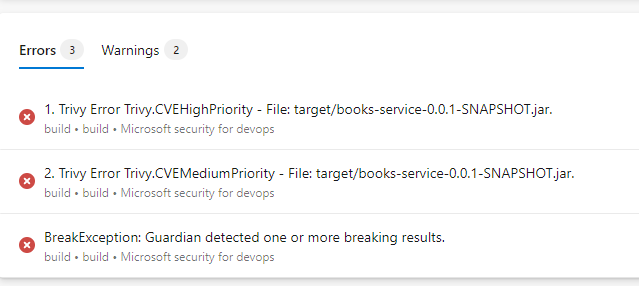 Errors 3 Warnings 2
1. Trivy Error Trivy.CVEHighPriority - File: target/books-service-0.0.1-SNAPSHOT.jar.
build • build • Microsoft security for devops
2. Trivy Error Trivy.CVEMediumPriority - File: target/books-service-0.0.1-SNAPSHOT.jar.
build • build • Microsoft security for devops
BreakException: Guardian detected one or more breaking results.
build • build • Microsoft security for devops